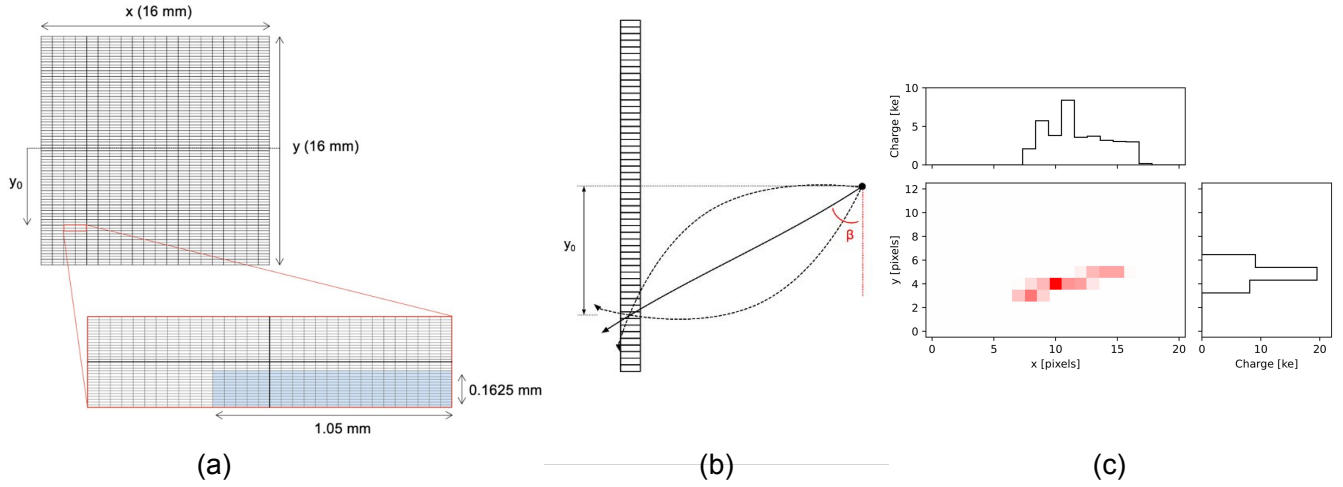 x (16 mm)
y (16 mm)
y0
0.1625 mm
1.05 mm
(a)
y0
β
(b)
Charge [ke]
10
5
0
y [pixels]
12
10
8
6
4
2
0
0 5 10 15 20
x [pixels]
0 10 20
Charge [ke]
(c)